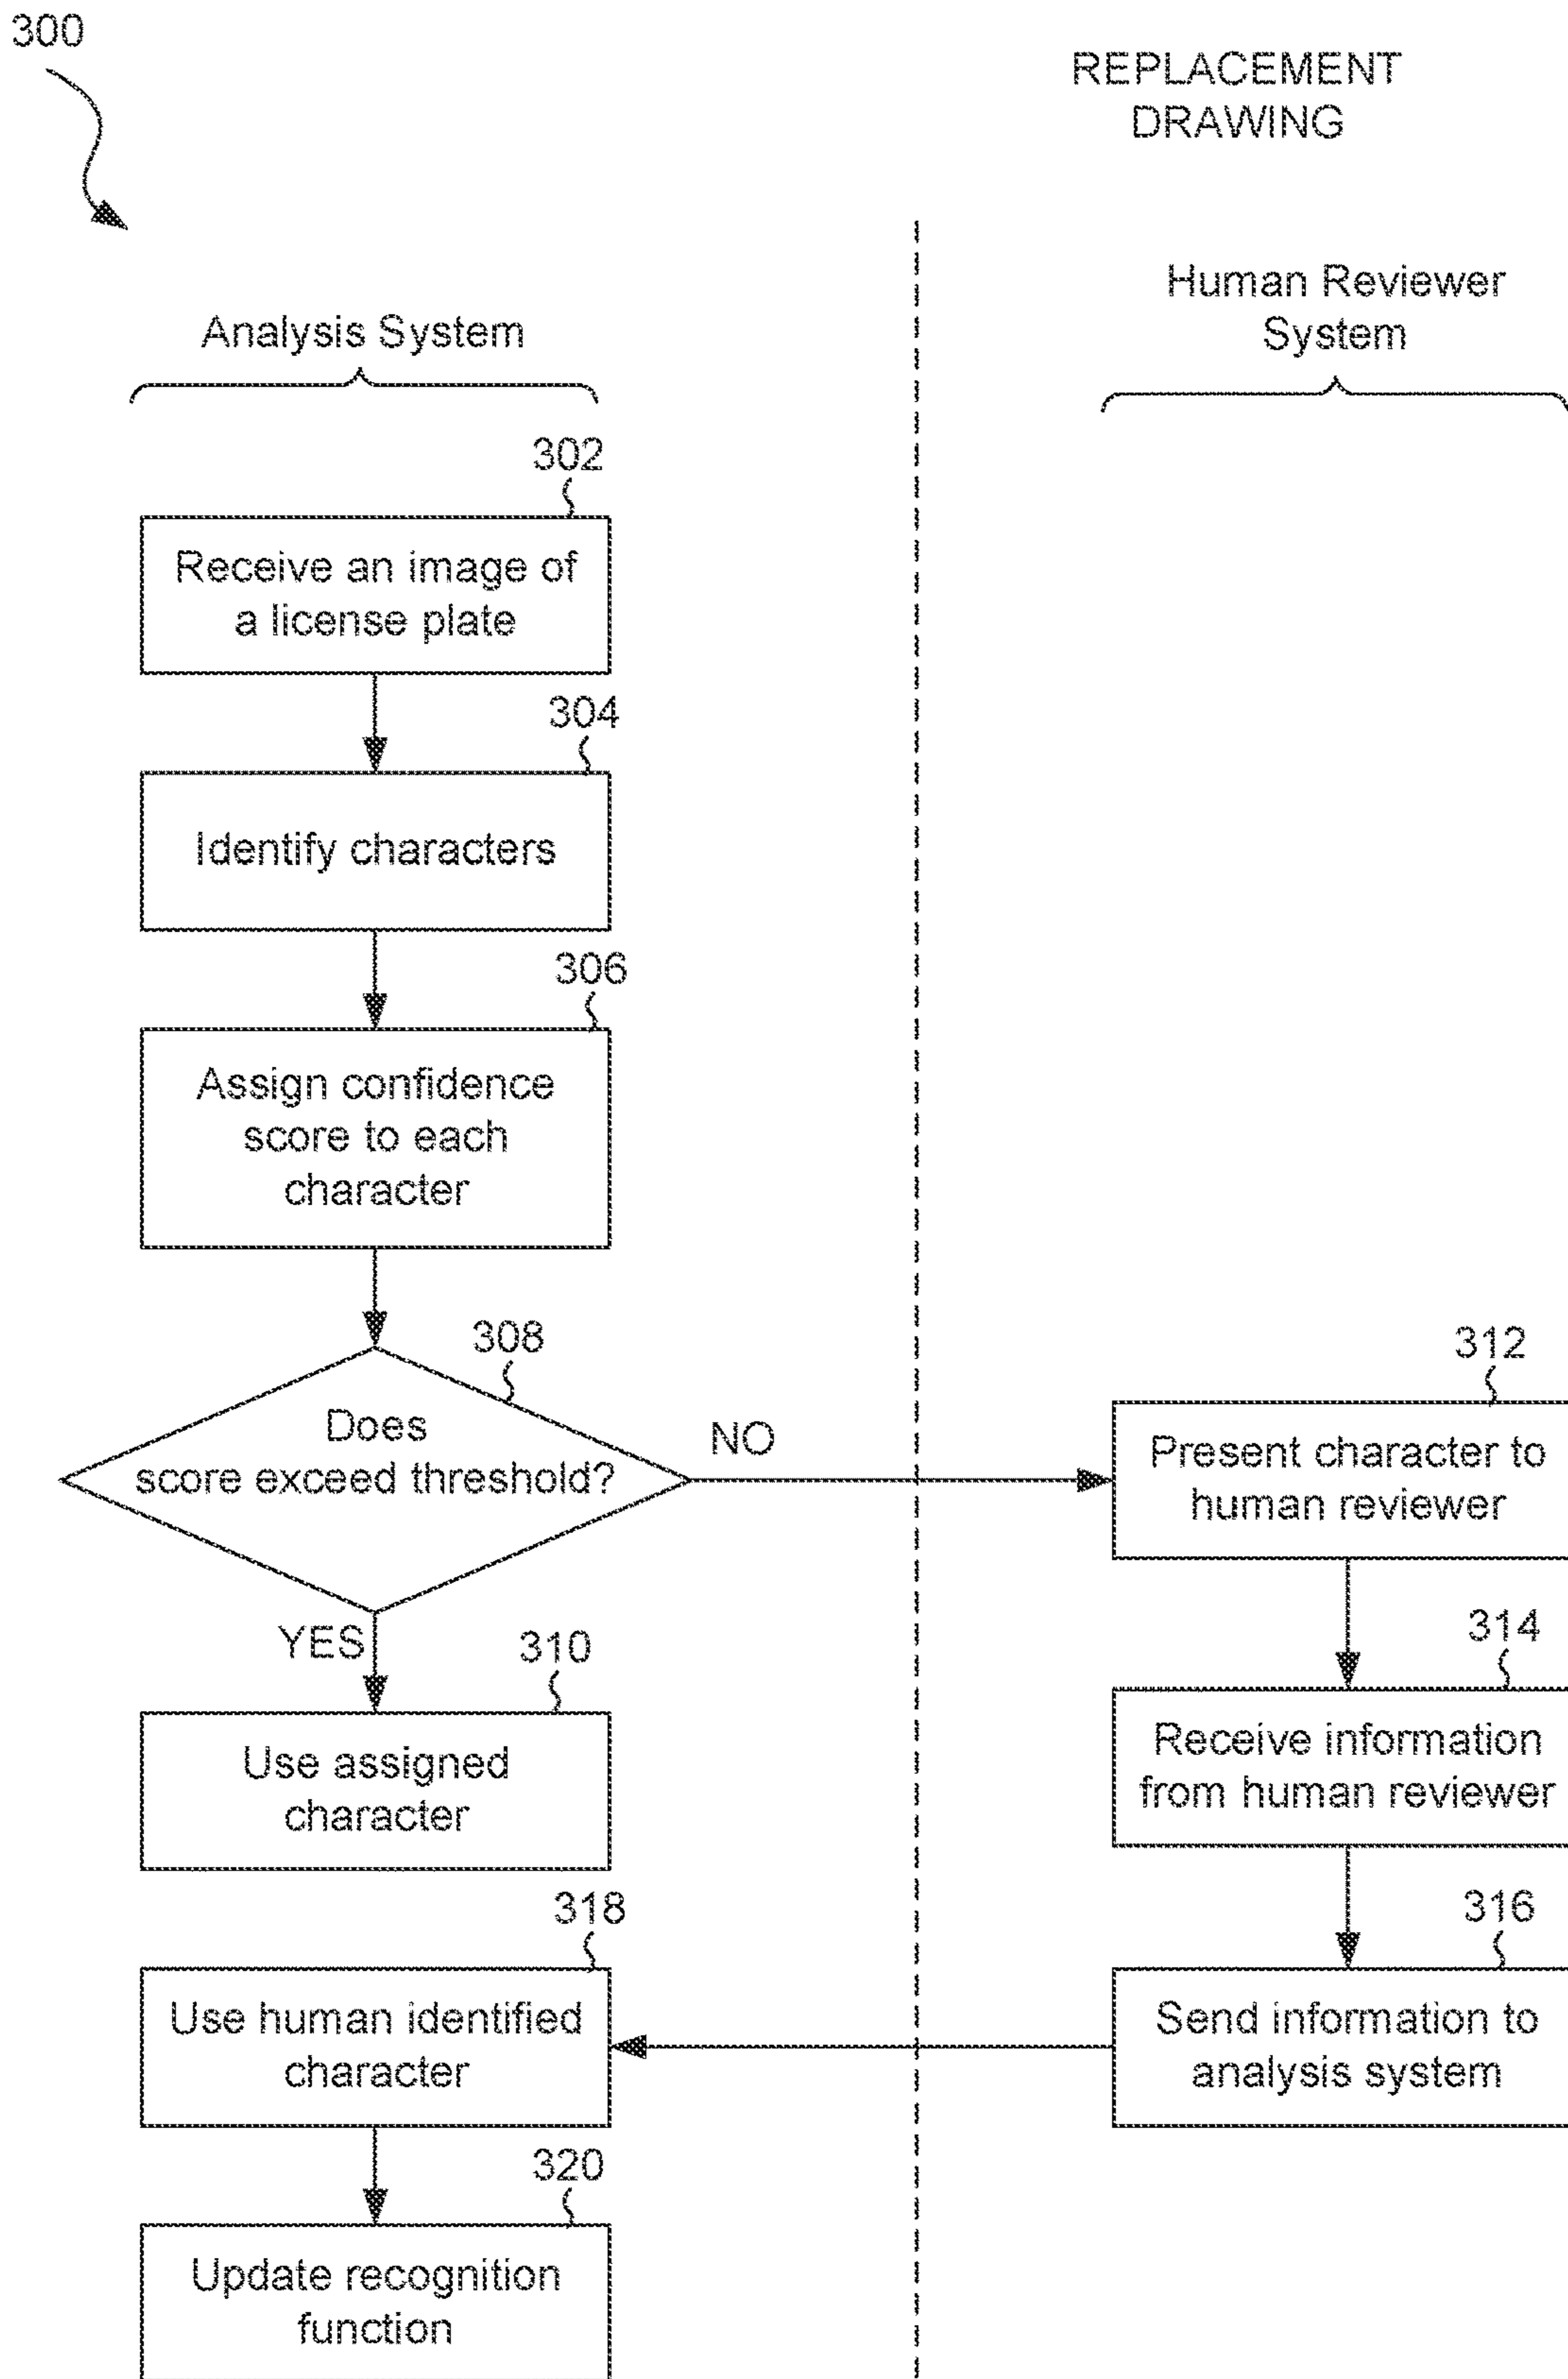 300
REPLACEMENT
DRAWING
Analysis System
Human Reviewer
System
302
Receive an image of
a license plate
304
Identify characters
306
Assign confidence
score to each
character
308
Does
score exceed threshold?
NO
YES
310
Use assigned
character
312
Present character to
human reviewer
314
Receive information
from human reviewer
316
Send information to
analysis system
318
Use human identified
character
320
Update recognition
function